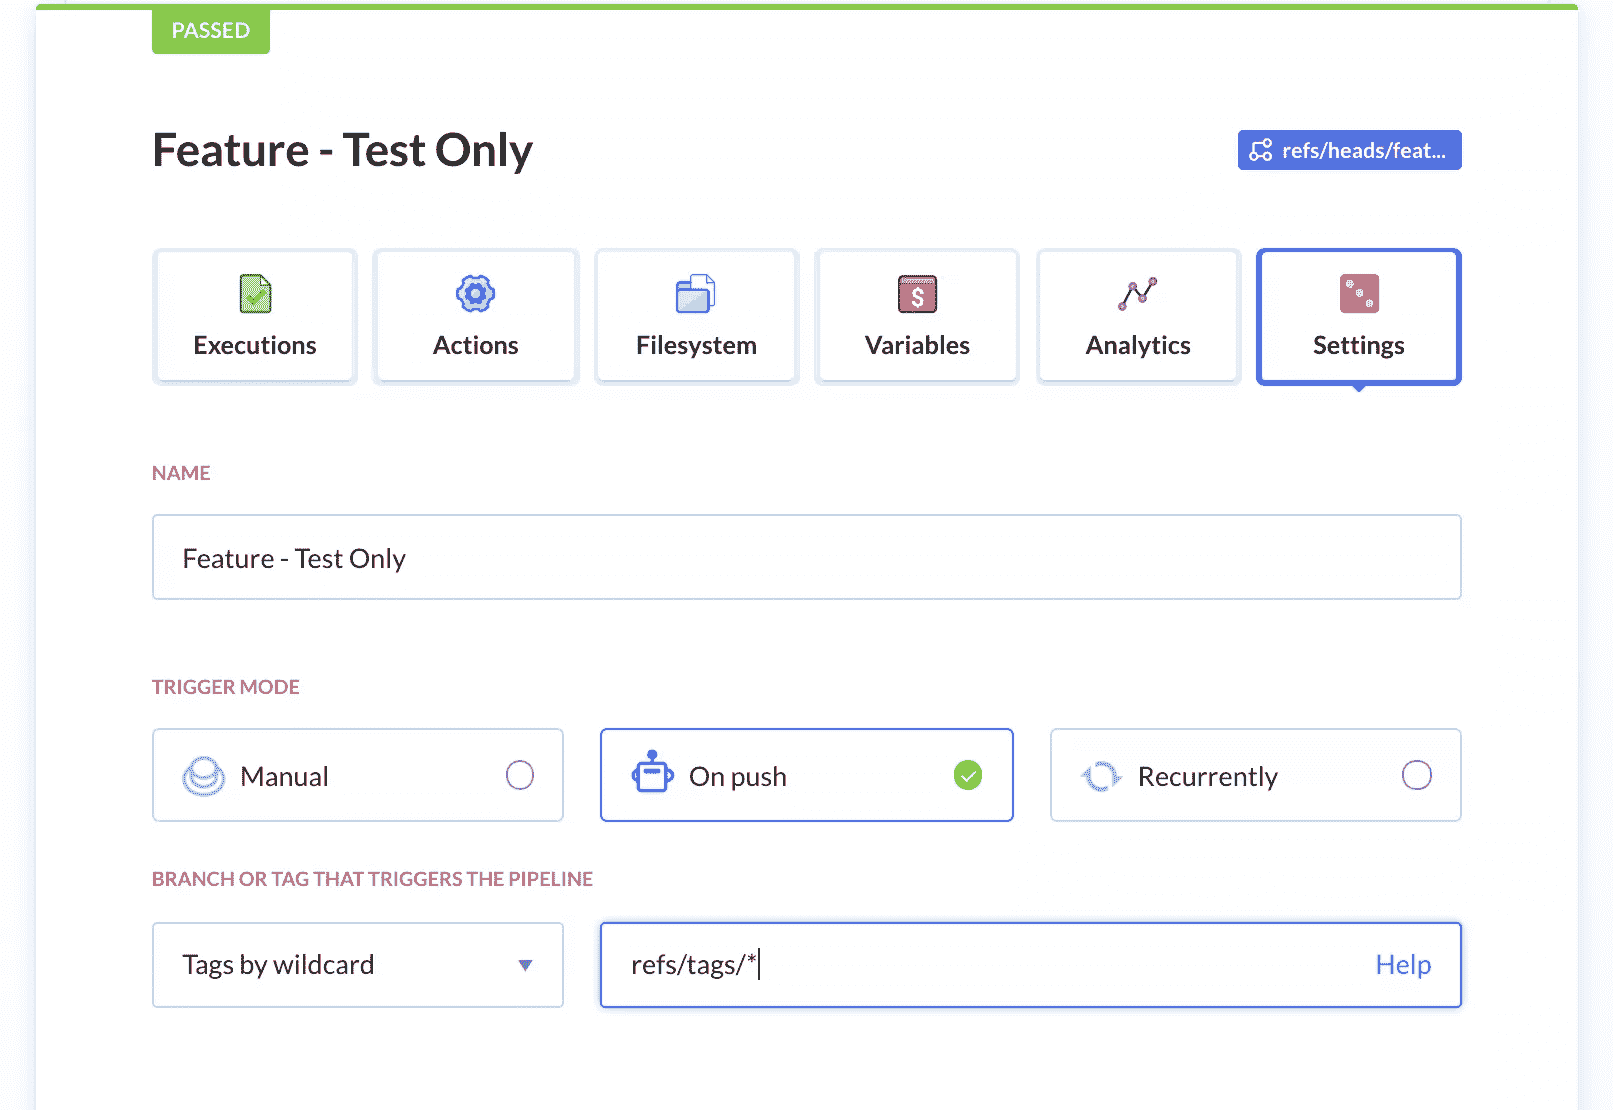 PASSED
Feature - Test Only
refs/heads/feat...
$
Executions
Actions
Filesystem
Variables
Analytics
Settings
NAME
Feature - Test Only
TRIGGER MODE
Manual
On push
Recurrently
BRANCH OR TAG THAT TRIGGERS THE PIPELINE
Tags by wildcard
refs/tags/*
Help